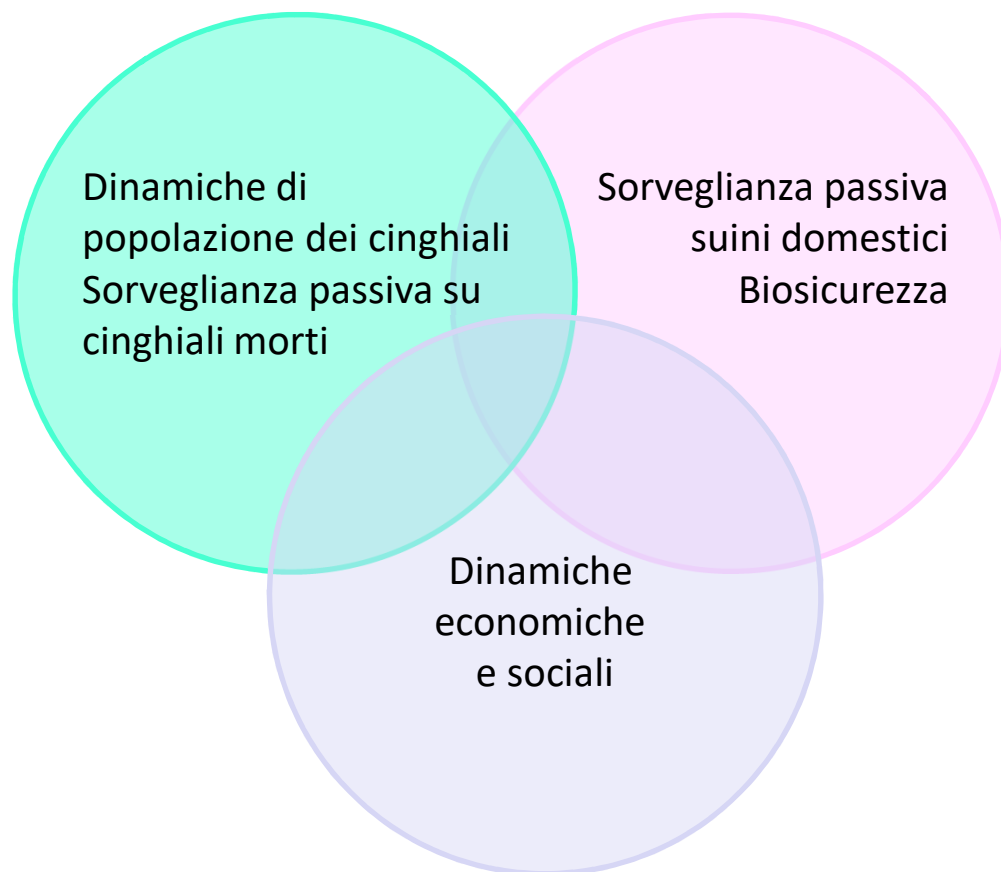 Dinamiche di
popolazione dei cinghiali
Sorveglianza passiva su
cinghiali morti
Sorveglianza passiva
suini domestici
Biosicurezza
Dinamiche
economiche
e sociali